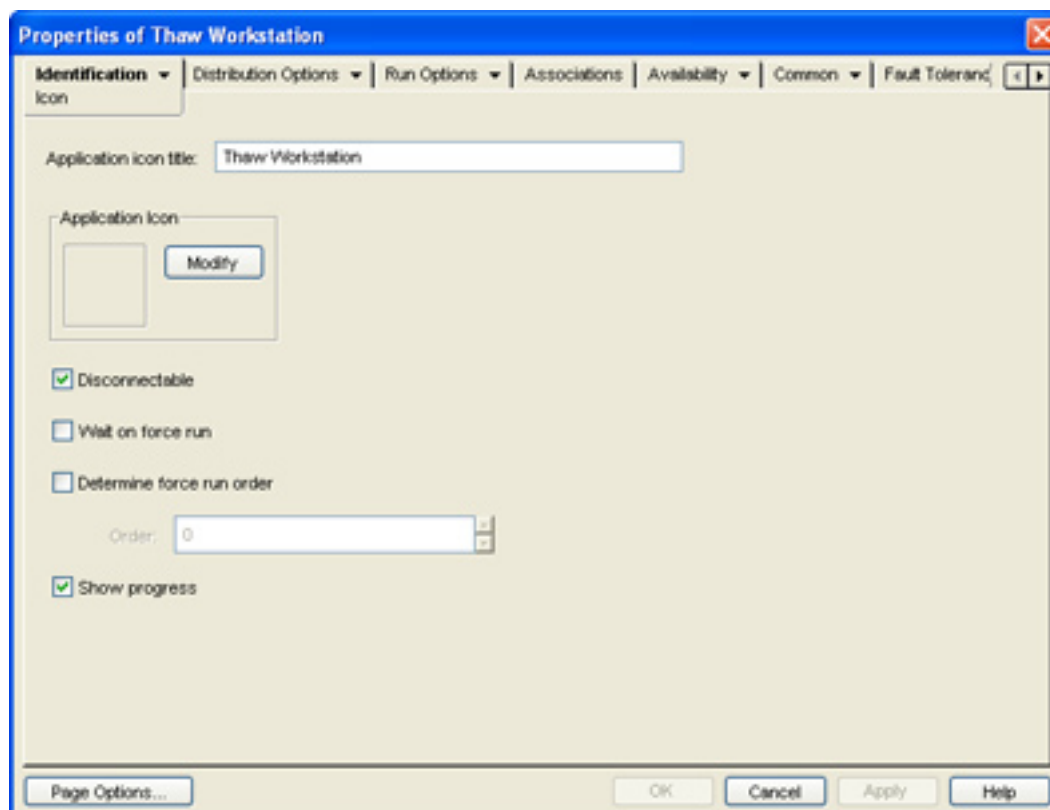 Properties of Thaw Workstation
Identification Distribution Options Run Options Associations Availability Common Fault Toleranc
Icon
Application icon title: Thaw Workstation
Application Icon
Modify
Disconnectable
Wait on force run
Determine force run order
Order: 0
Show progress
Page Options... OK Cancel Apply Help